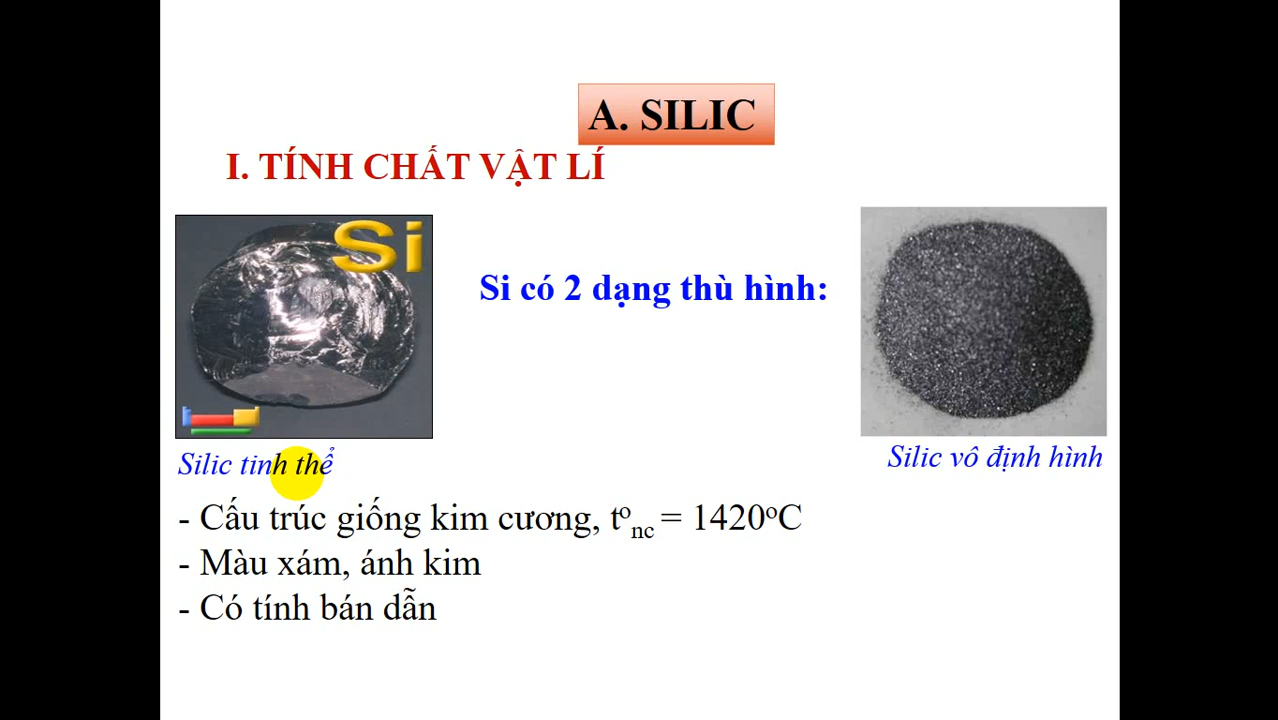 A. SILIC
I. TÍNH CHẤT VẬT LÍ
Si
Si có 2 dạng thù hình:
Silic tinh thể
Silic vô định hình
- Cấu trúc giống kim cương, tᵒnc = 1420ᵒC
- Màu xám, ánh kim
- Có tính bán dẫn